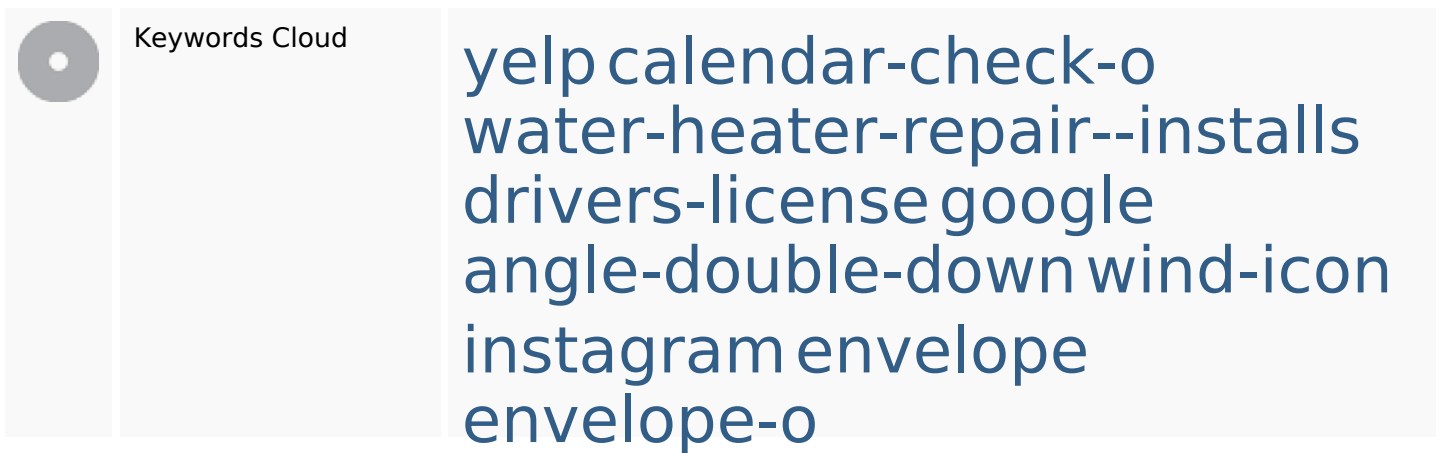 Keywords Cloud
yelp calendar-check-o
water-heater-repair--installs
drivers-license google
angle-double-down wind-icon
instagram envelope
envelope-o